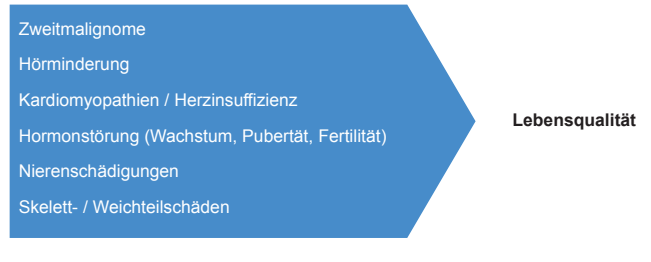 Zweitmalignome
Hörminderung
Kardiomyopathien / Herzinsuffizienz
Hormonstörung (Wachstum, Pubertät, Fertilität)
Nierenschädigungen
Skelett- / Weichteilschäden
Lebensqualität